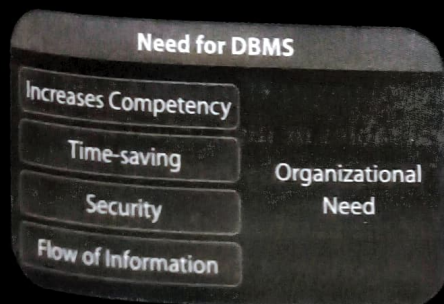 Need for DBMS
Increases Competency
Time-saving
Security
Flow of Information
Organizational
Need